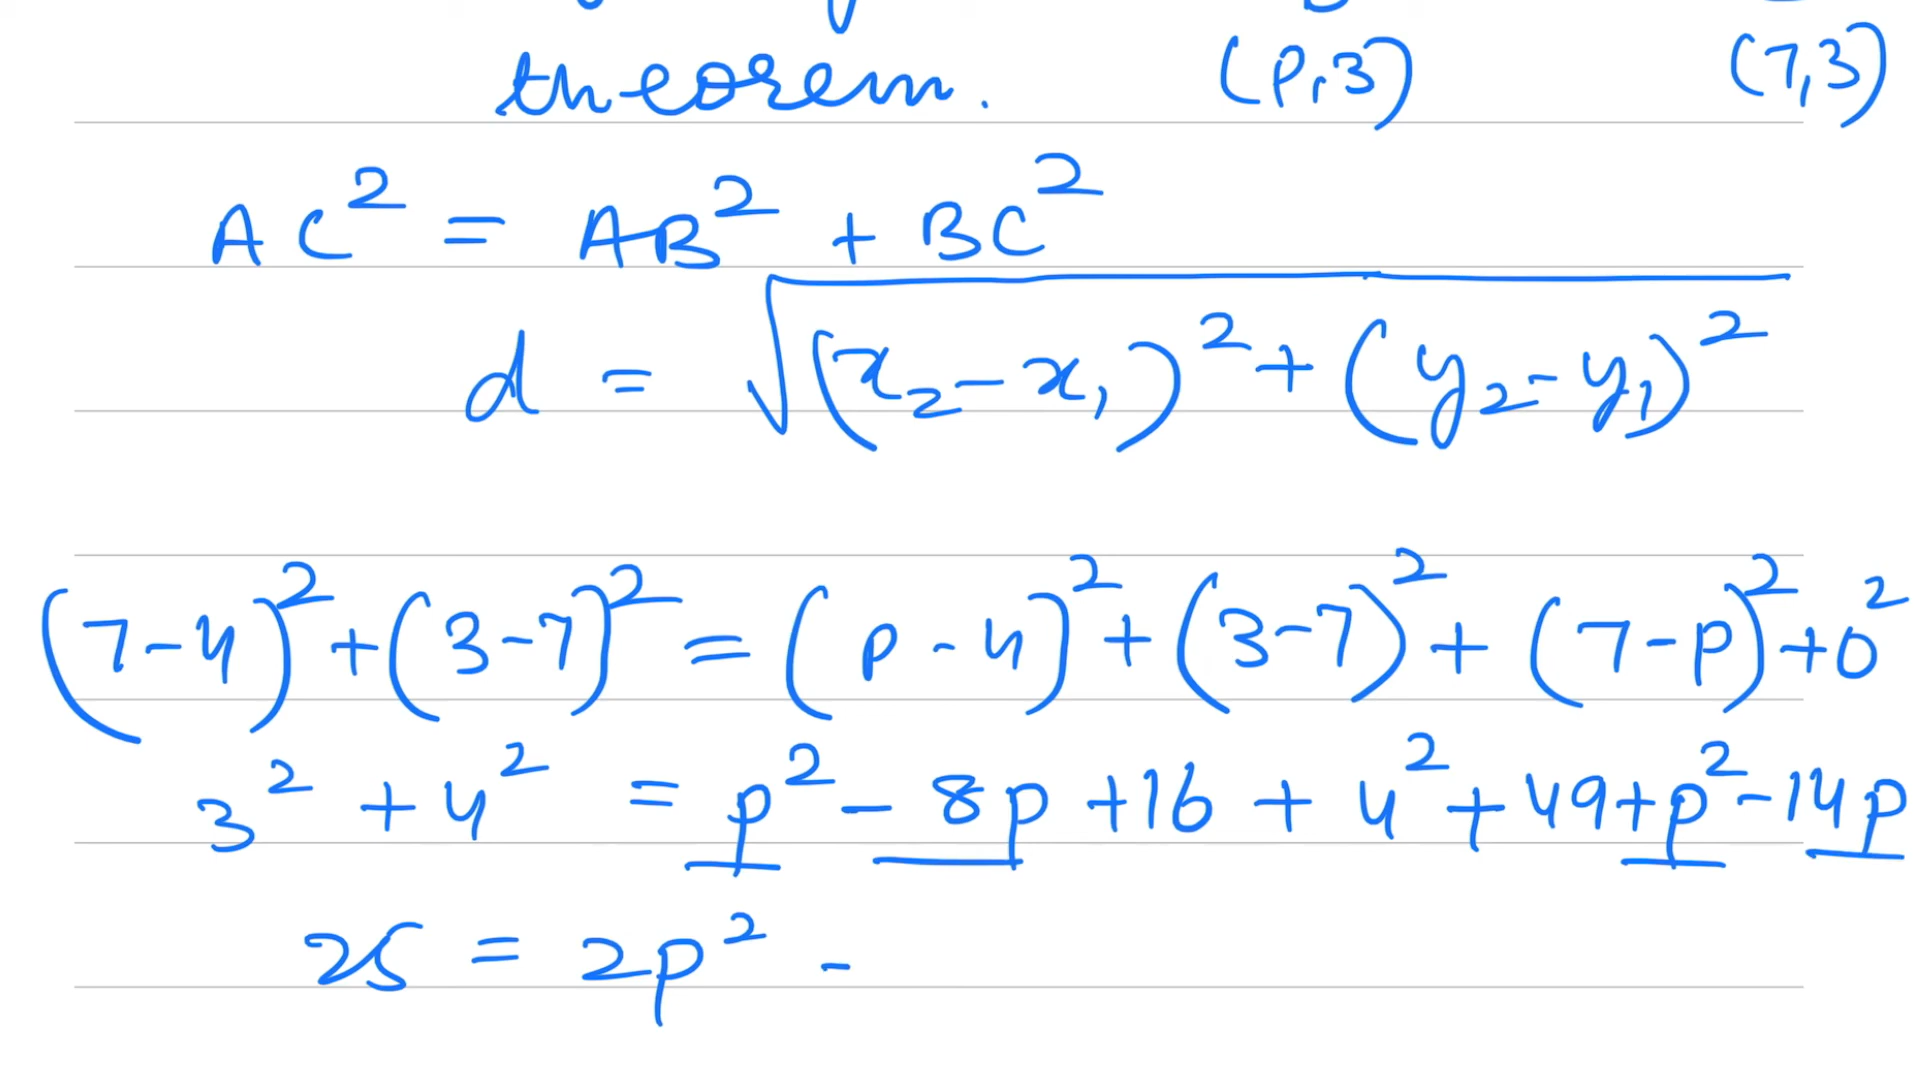 theorem. (p,3) (7,3)
AC² = AB² + BC²
d = √(x₂-x₁)² + (y₂-y₁)²
(7-4)² + (3-7)² = (p-4)² + (3-7)² + (7-p)² + 0²
3² + 4² = p² - 8p + 16 + 4² + 49 + p² - 14p
25 = 2p² -